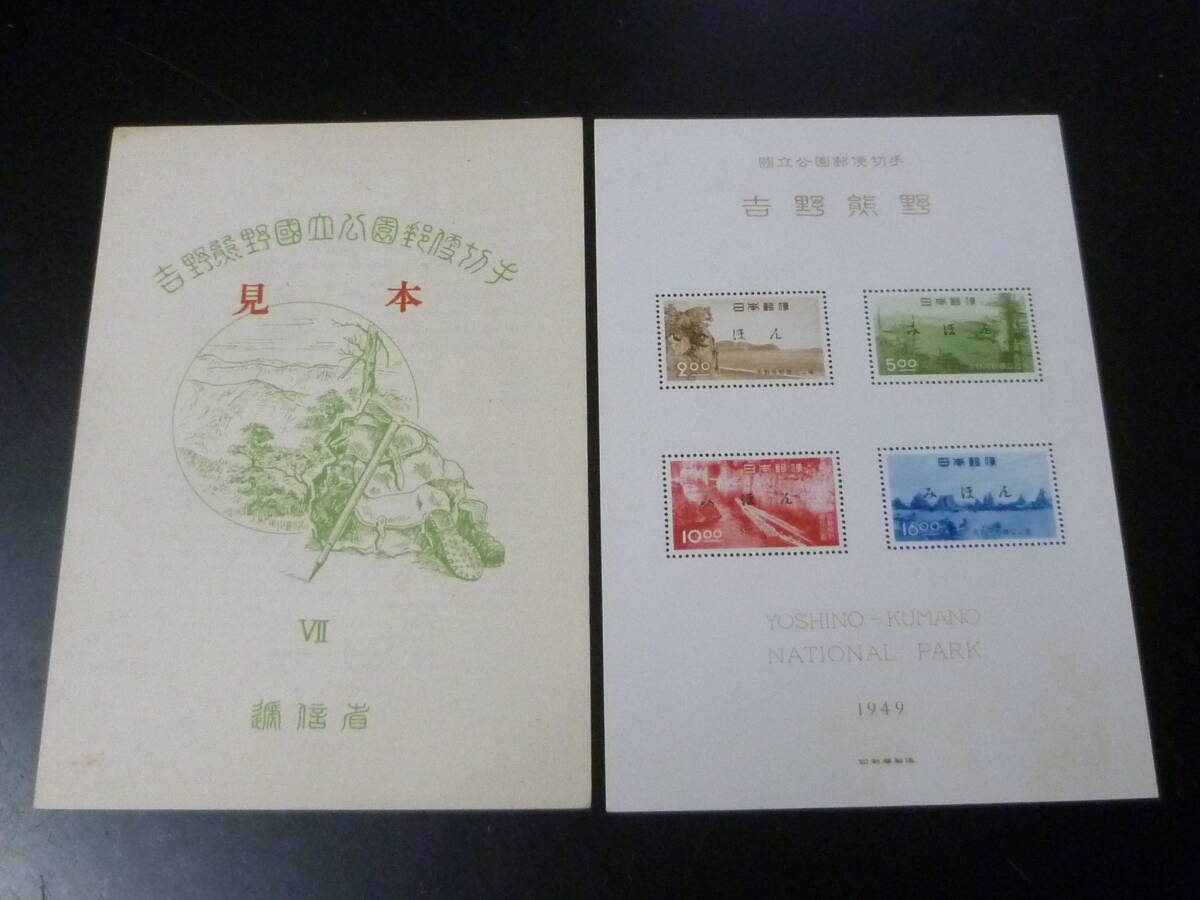 吉野熊野國立公園郵便切手
見本
VII
逓信省
國立公園郵便切手
吉野熊野
日本郵便
みほん
2.00
日本郵便
みほん
5.00
日本郵便
みほん
10.00
日本郵便
みほん
16.00
YOSHINO-KUMANO
NATIONAL PARK
1949